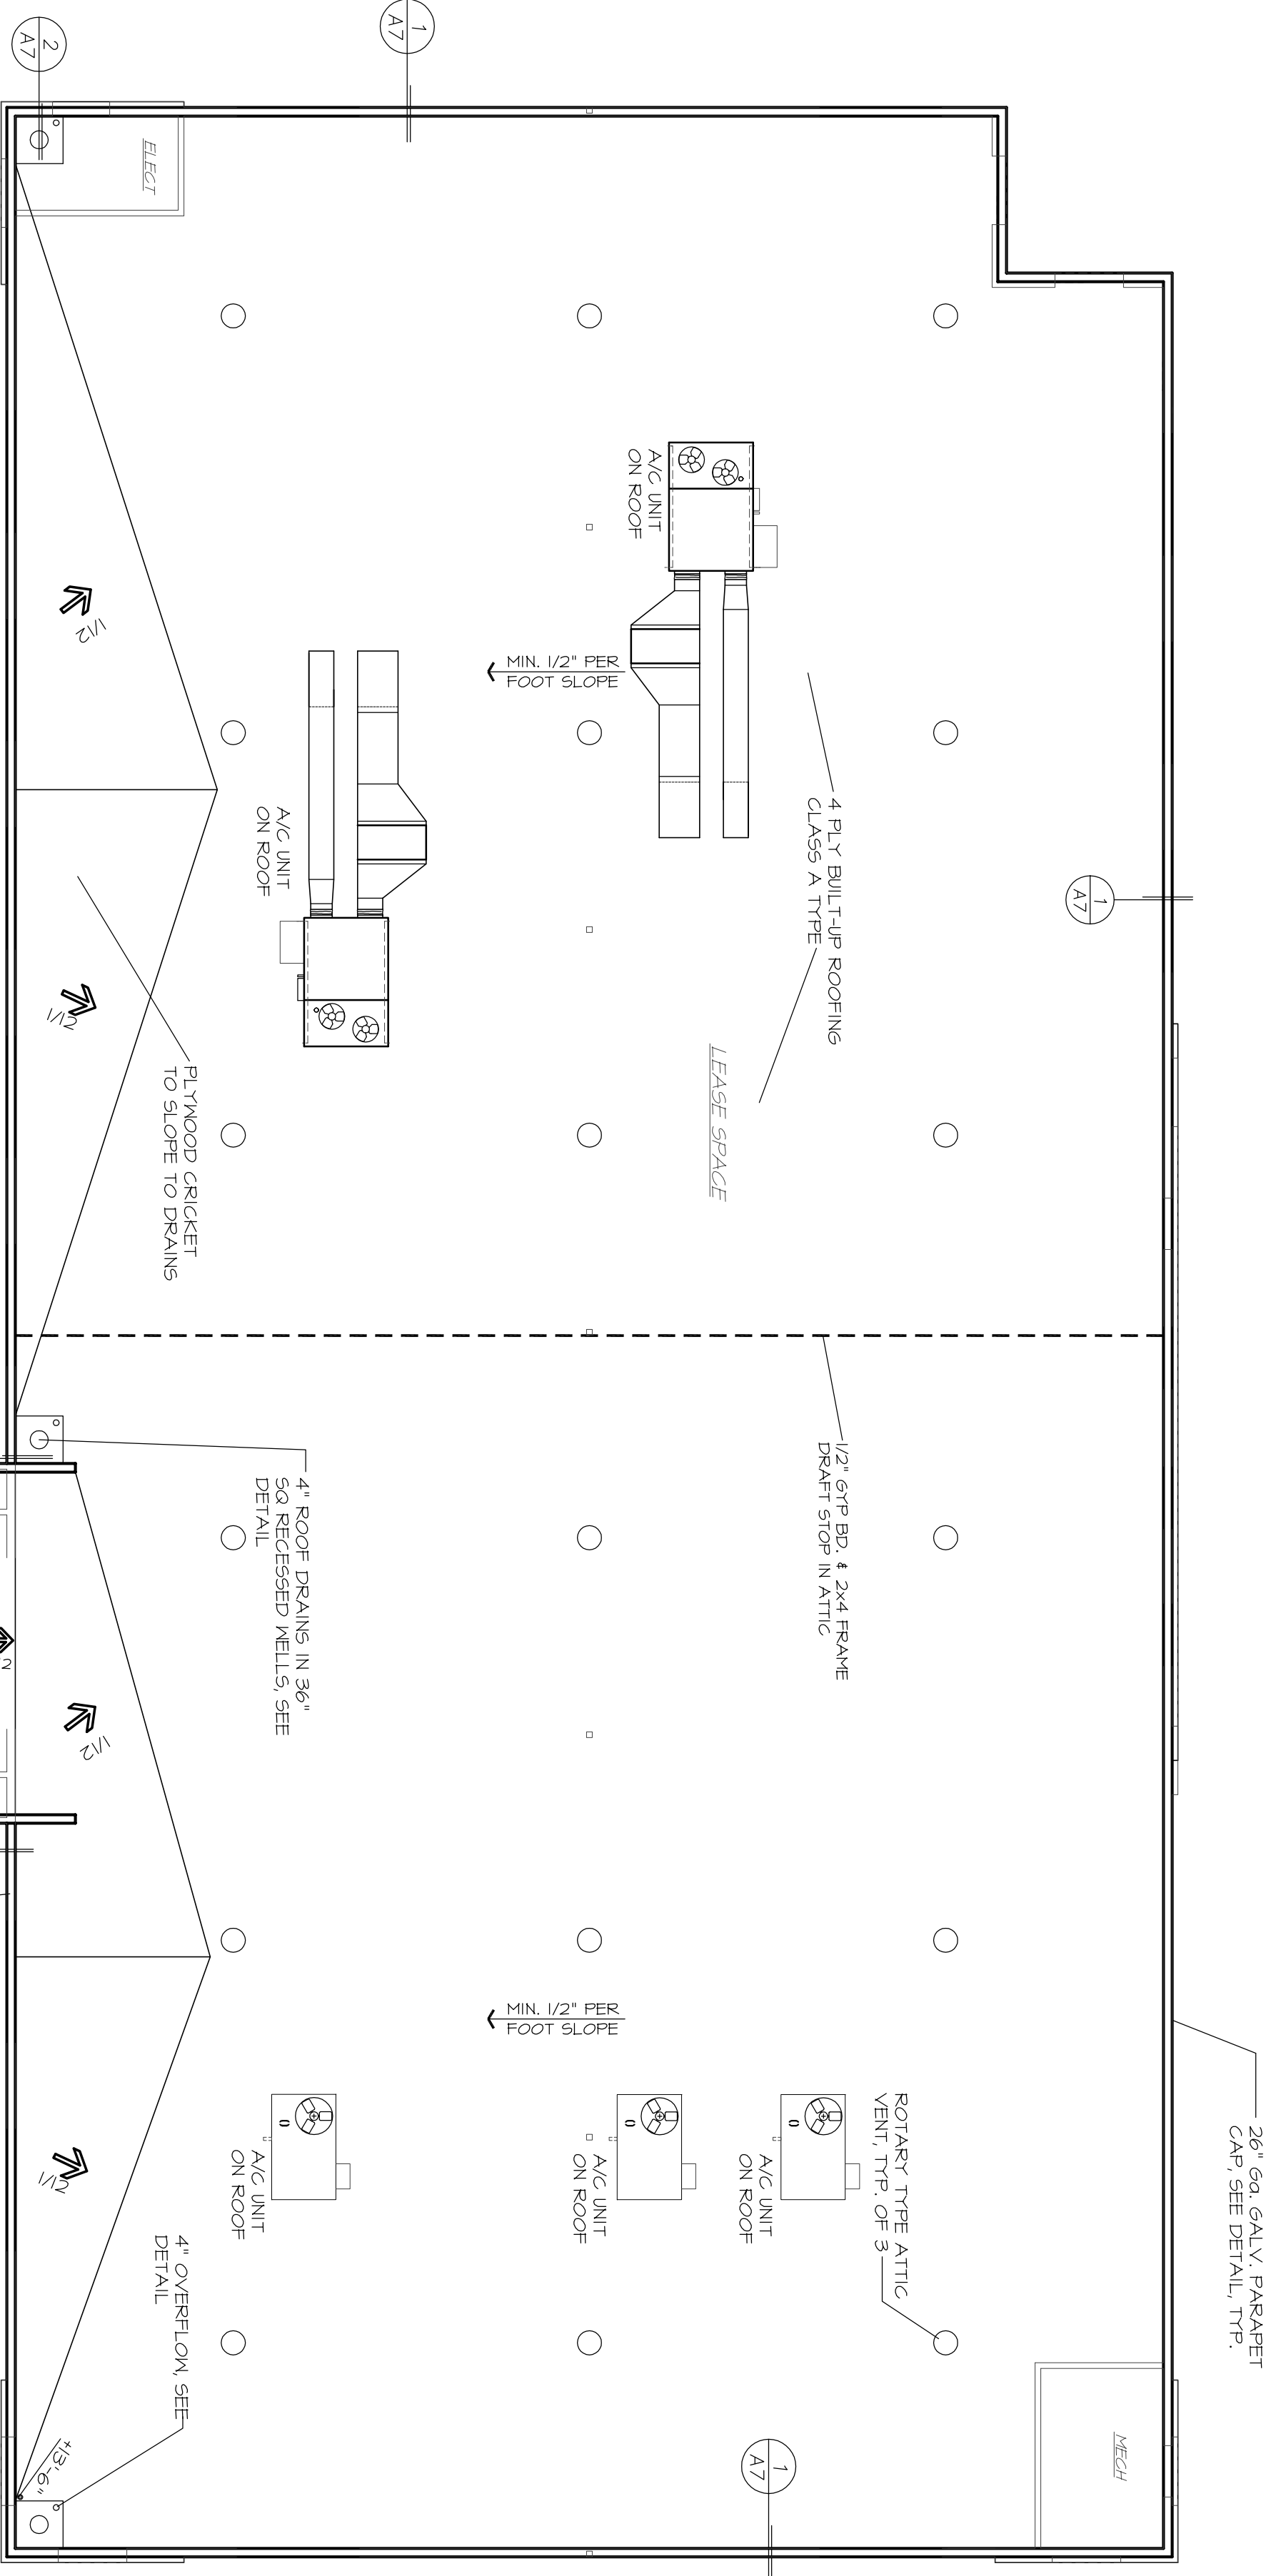 2
A7
1
A7
ELECT
A/C UNIT
ON ROOF
MIN. 1/2" PER
FOOT SLOPE
1/12
4 PLY BUILT-UP ROOFING
CLASS A TYPE
1
A7
A/C UNIT
ON ROOF
LEASE SPACE
1/12
PLYWOOD CRICKET
TO SLOPE TO DRAINS
1/2" GYP BD. & 2x4 FRAME
DRAFT STOP IN ATTIC
4" ROOF DRAINS IN 36"
SQ RECESSED WELLS, SEE
DETAIL
1/12
MIN. 1/2" PER
FOOT SLOPE
26" Ga. GALV. PARAPET
CAP, SEE DETAIL, TYP.
ROTARY TYPE ATTIC
VENT, TYP. OF 3
A/C UNIT
ON ROOF
A/C UNIT
ON ROOF
A/C UNIT
ON ROOF
1/12
4" OVERFLOW, SEE
DETAIL
MECH
1
A7
+13'-6"